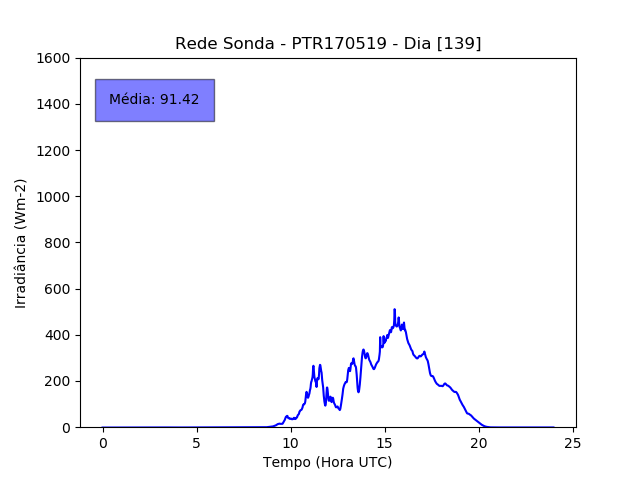 Rede Sonda - PTR170519 - Dia [139]
1600
1400
1200
1000
800
600
400
200
0
Média: 91.42
Irradiância (Wm-2)
0 5 10 15 20 25
Tempo (Hora UTC)